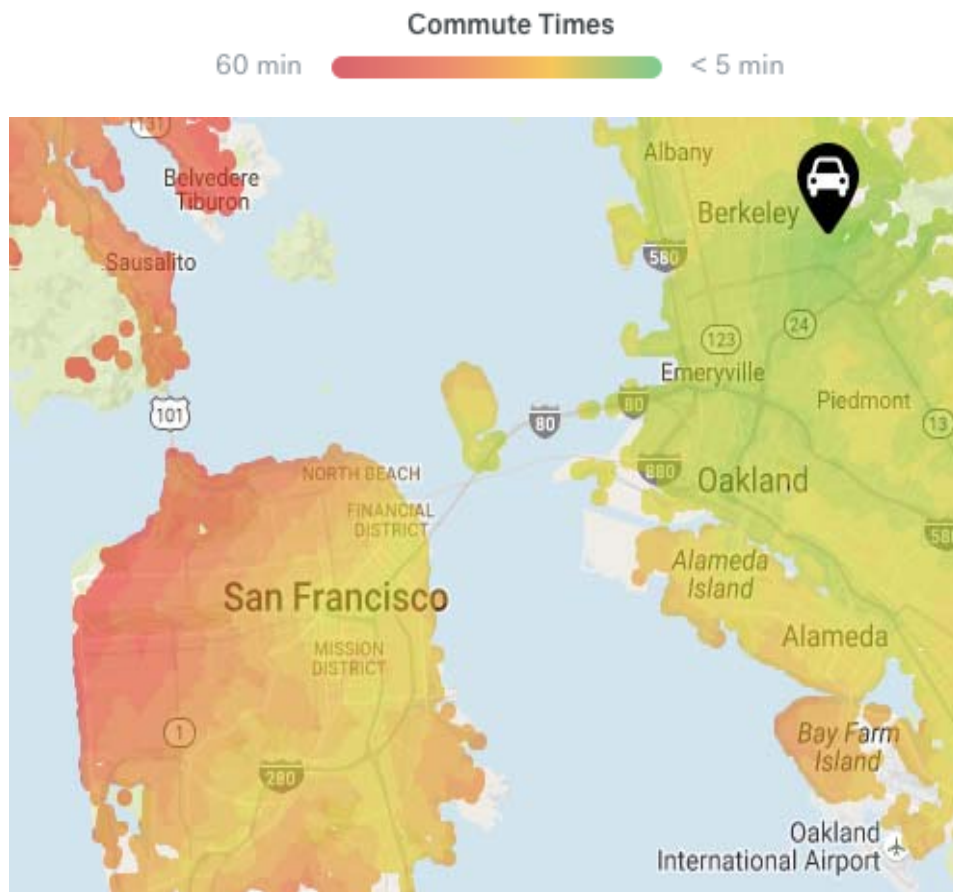 Commute Times
60 min
< 5 min
131
Albany
Belvedere
Tiburon
Berkeley
580
Sausalito
24
123
Emeryville
Piedmont
101
80
80
13
NORTH BEACH
880
Oakland
FINANCIAL
DISTRICT
580
Alameda
Island
San Francisco
Alameda
MISSION
DISTRICT
1
Bay Farm
Island
280
Oakland
International Airport